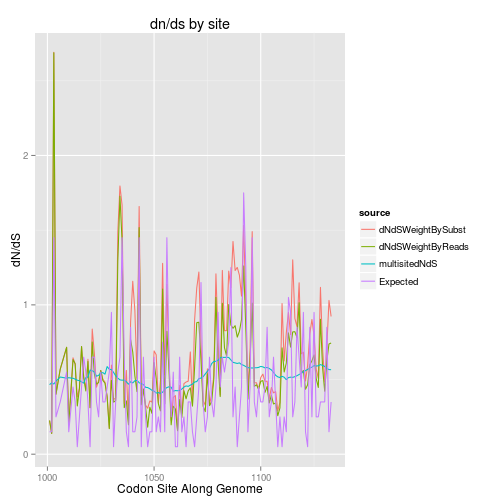 dn/ds by site
dN/dS
2
1
0
1000
1050
1100
Codon Site Along Genome
source
dNdSWeightBySubst
dNdSWeightByReads
multisitedNdS
Expected